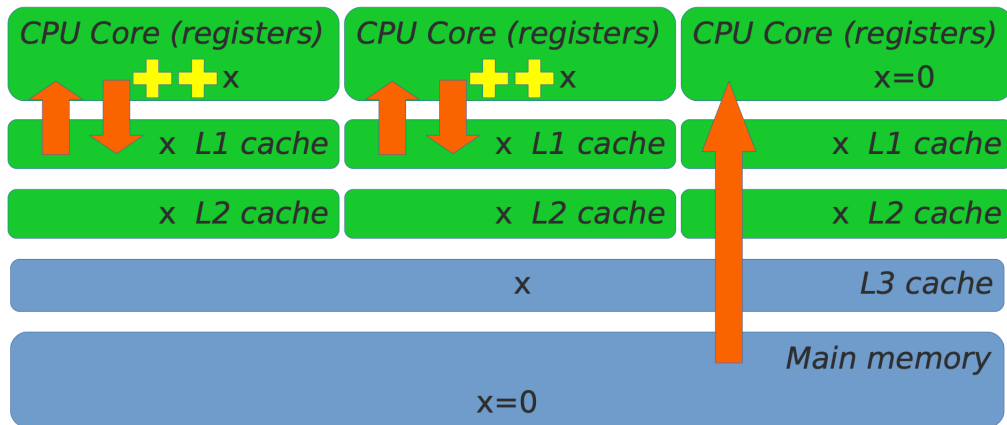 CPU Core (registers)
++ x
CPU Core (registers)
++ x
CPU Core (registers)
x=0
x L1 cache
x L1 cache
x L1 cache
x L2 cache
x L2 cache
x L2 cache
x
L3 cache
Main memory
x=0